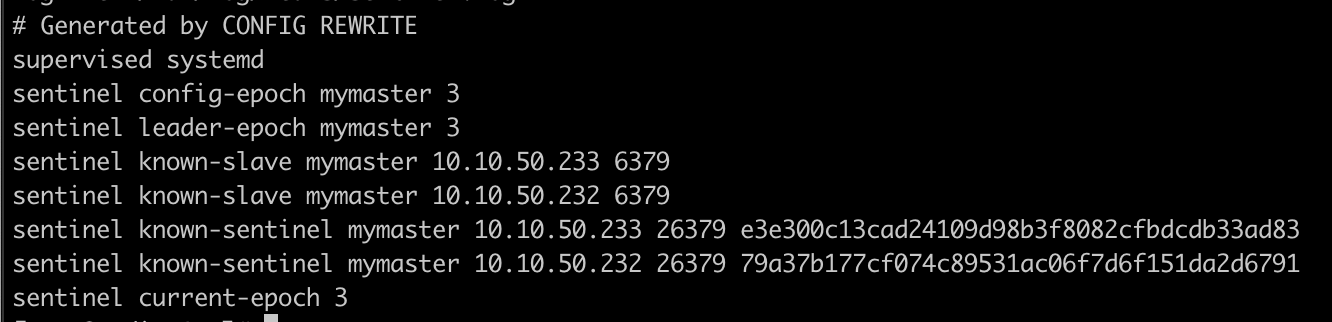 # Generated by CONFIG REWRITE
supervised systemd
sentinel config-epoch mymaster 3
sentinel leader-epoch mymaster 3
sentinel known-slave mymaster 10.10.50.233 6379
sentinel known-slave mymaster 10.10.50.232 6379
sentinel known-sentinel mymaster 10.10.50.233 26379 e3e300c13cad24109d98b3f8082cfbdcdb33ad83
sentinel known-sentinel mymaster 10.10.50.232 26379 79a37b177cf074c89531ac06f7d6f151da2d6791
sentinel current-epoch 3